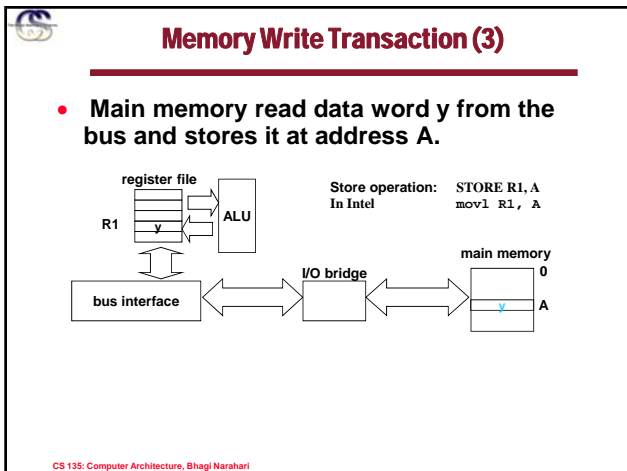 Memory Write Transaction (3)
• Main memory read data word y from the
bus and stores it at address A.
register file
Store operation: STORE R1, A
In Intel movl R1, A
ALU
R1
y
main memory
0
I/O bridge
bus interface
y
A
CS 135: Computer Architecture, Bhagi Narahari